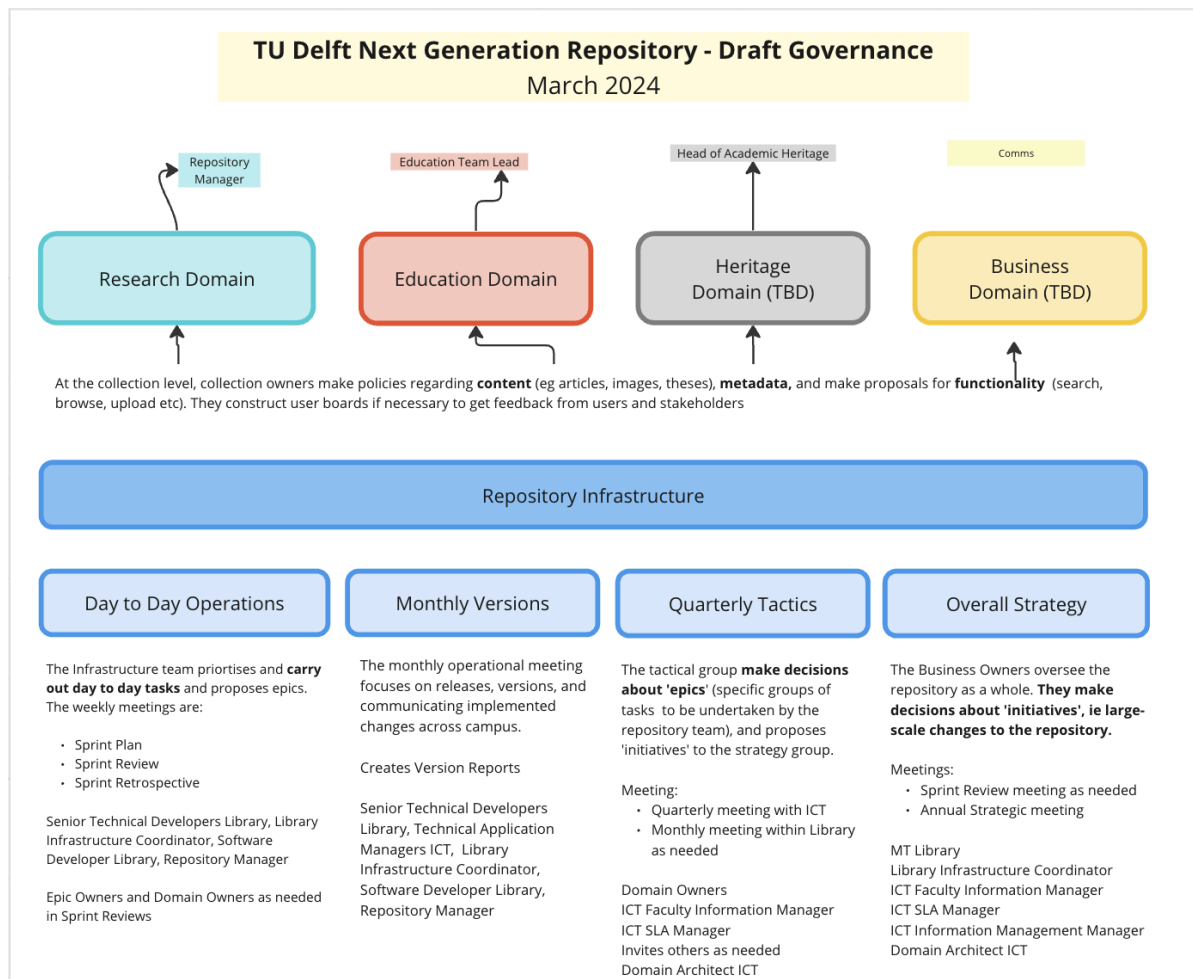 TU Delft Next Generation Repository - Draft Governance
March 2024
Repository
Manager
Education Team Lead
Head of Academic Heritage
Comms
Research Domain
Education Domain
Heritage
Domain (TBD)
Business
Domain (TBD)
At the collection level, collection owners make policies regarding content (eg articles, images, theses), metadata, and make proposals for functionality (search,
browse, upload etc). They construct user boards if necessary to get feedback from users and stakeholders
Repository Infrastructure
Day to Day Operations
The Infrastructure team priortises and carry
out day to day tasks and proposes epics.
The weekly meetings are:
• Sprint Plan
• Sprint Review
• Sprint Retrospective
Senior Technical Developers Library, Library
Infrastructure Coordinator, Software
Developer Library, Repository Manager
Epic Owners and Domain Owners as needed
in Sprint Reviews
Monthly Versions
The monthly operational meeting
focuses on releases, versions, and
communicating implemented
changes across campus.
Creates Version Reports
Senior Technical Developers
Library, Technical Application
Managers ICT, Library
Infrastructure Coordinator,
Software Developer Library,
Repository Manager
Quarterly Tactics
The tactical group make decisions
about 'epics' (specific groups of
tasks to be undertaken by the
repository team), and proposes
'initiatives' to the strategy group.
Meeting:
• Quarterly meeting with ICT
• Monthly meeting within Library
as needed
Domain Owners
ICT Faculty Information Manager
ICT SLA Manager
Invites others as needed
Domain Architect ICT
Overall Strategy
The Business Owners oversee the
repository as a whole. They make
decisions about 'initiatives', ie large-
scale changes to the repository.
Meetings:
• Sprint Review meeting as needed
• Annual Strategic meeting
MT Library
Library Infrastructure Coordinator
ICT Faculty Information Manager
ICT SLA Manager
ICT Information Management Manager
Domain Architect ICT